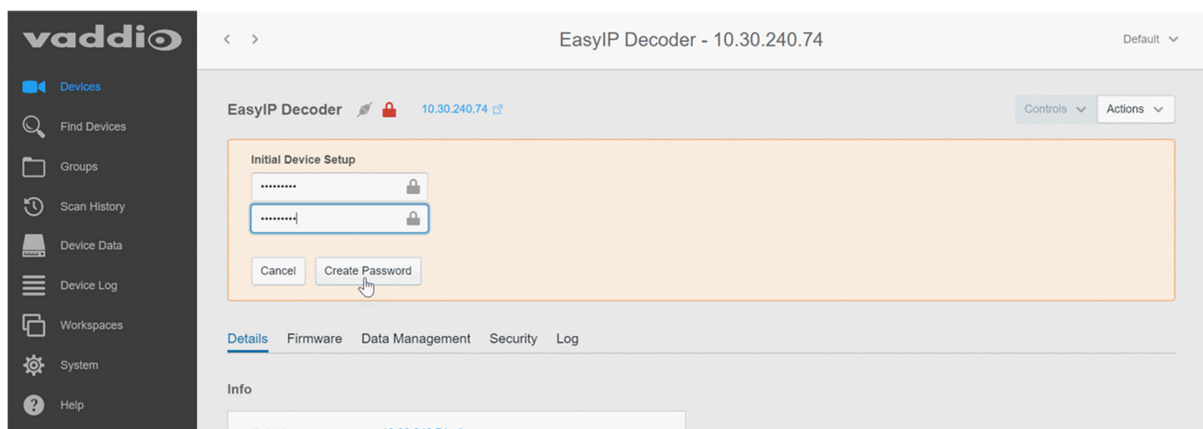 vaddio
EasyIP Decoder - 10.30.240.74
Default
Devices
Find Devices
Groups
Scan History
Device Data
Device Log
Workspaces
System
Help
EasyIP Decoder 10.30.240.74
Controls
Actions
Initial Device Setup
•••••••••
•••••••••
Cancel
Create Password
Details Firmware Data Management Security Log
Info